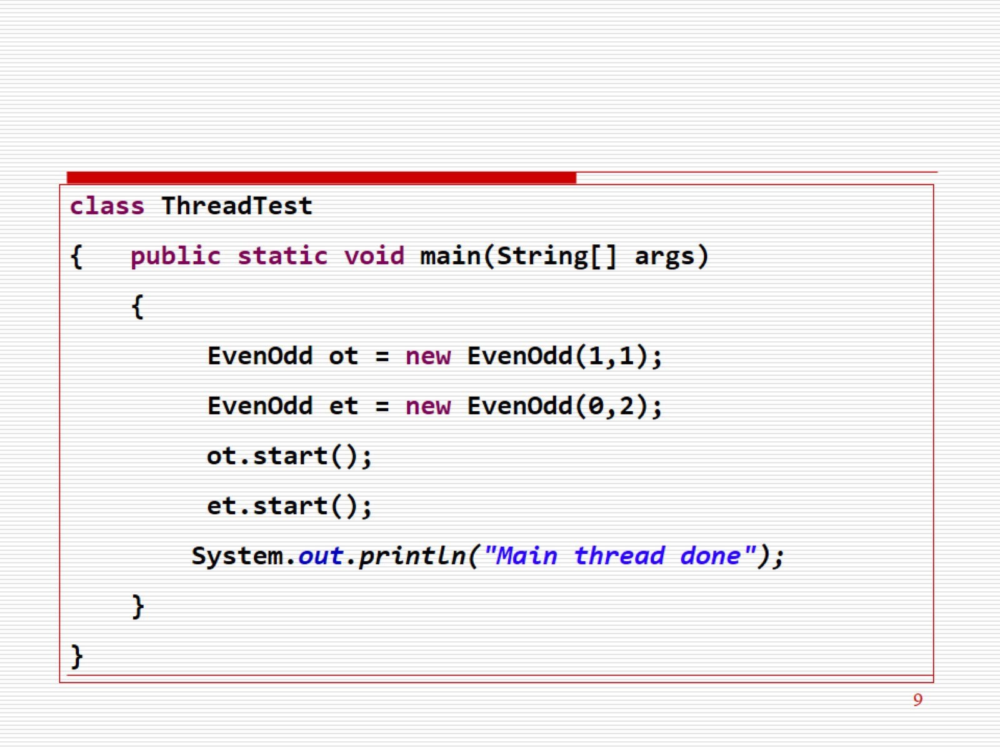 class ThreadTest
{   public static void main(String[] args)
    {
         EvenOdd ot = new EvenOdd(1,1);
         EvenOdd et = new EvenOdd(0,2);
         ot.start();
         et.start();
        System.out.println("Main thread done");
    }
}
9